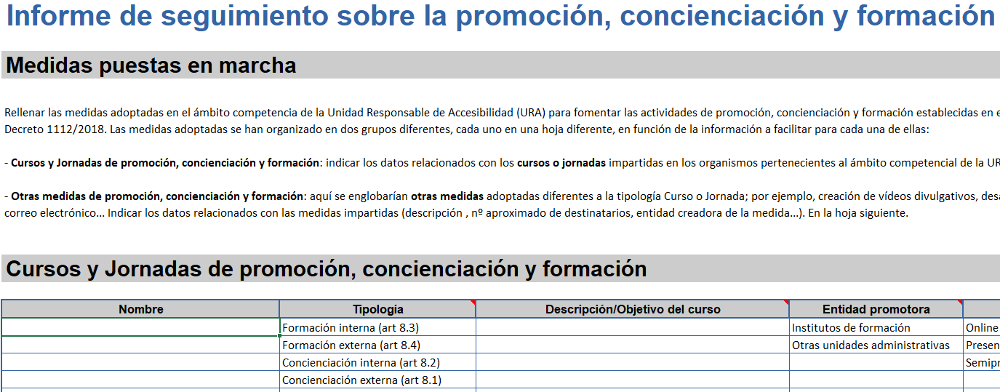 Informe de seguimiento sobre la promoción, concienciación y formación
Medidas puestas en marcha
Rellenar las medidas adoptadas en el ámbito competencia de la Unidad Responsable de Accesibilidad (URA) para fomentar las actividades de promoción, concienciación y formación establecidas en e
Decreto 1112/2018. Las medidas adoptadas se han organizado en dos grupos diferentes, cada uno en una hoja diferente, en función de la información a facilitar para cada una de ellas:
- Cursos y Jornadas de promoción, concienciación y formación: indicar los datos relacionados con los cursos o jornadas impartidas en los organismos pertenecientes al ámbito competencial de la UR
- Otras medidas de promoción, concienciación y formación: aquí se englobarían otras medidas adoptadas diferentes a la tipología Curso o Jornada; por ejemplo, creación de vídeos divulgativos, desa
correo electrónico... Indicar los datos relacionados con las medidas impartidas (descripción , nº aproximado de destinatarios, entidad creadora de la medida...). En la hoja siguiente.
Cursos y Jornadas de promoción, concienciación y formación
Nombre Tipología Descripción/Objetivo del curso Entidad promotora
Formación interna (art 8.3) Institutos de formación Online
Formación externa (art 8.4) Otras unidades administrativas Presen
Concienciación interna (art 8.2) Semipr
Concienciación externa (art 8.1)